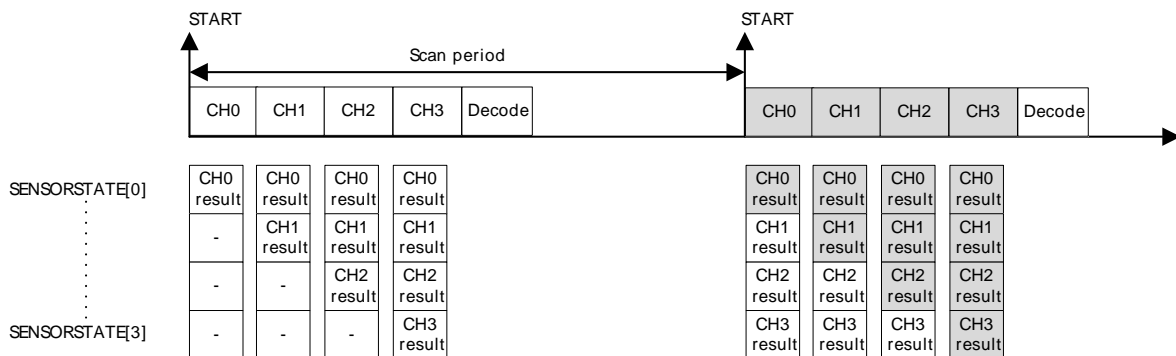 START START
Scan period
CH0 CH1 CH2 CH3 Decode CH0 CH1 CH2 CH3 Decode
SENSORSTATE[0]
CH0 CH0 CH0 CH0 CH0 CH0 CH0 CH0
result result result result result result result result
- CH1 CH1 CH1 CH1 CH1 CH1 CH1
result result result result result result result
- - CH2 CH2 CH2 CH2 CH2 CH2
result result result result result result
SENSORSTATE[3]
- - - CH3 CH3 CH3 CH3 CH3
result result result result result